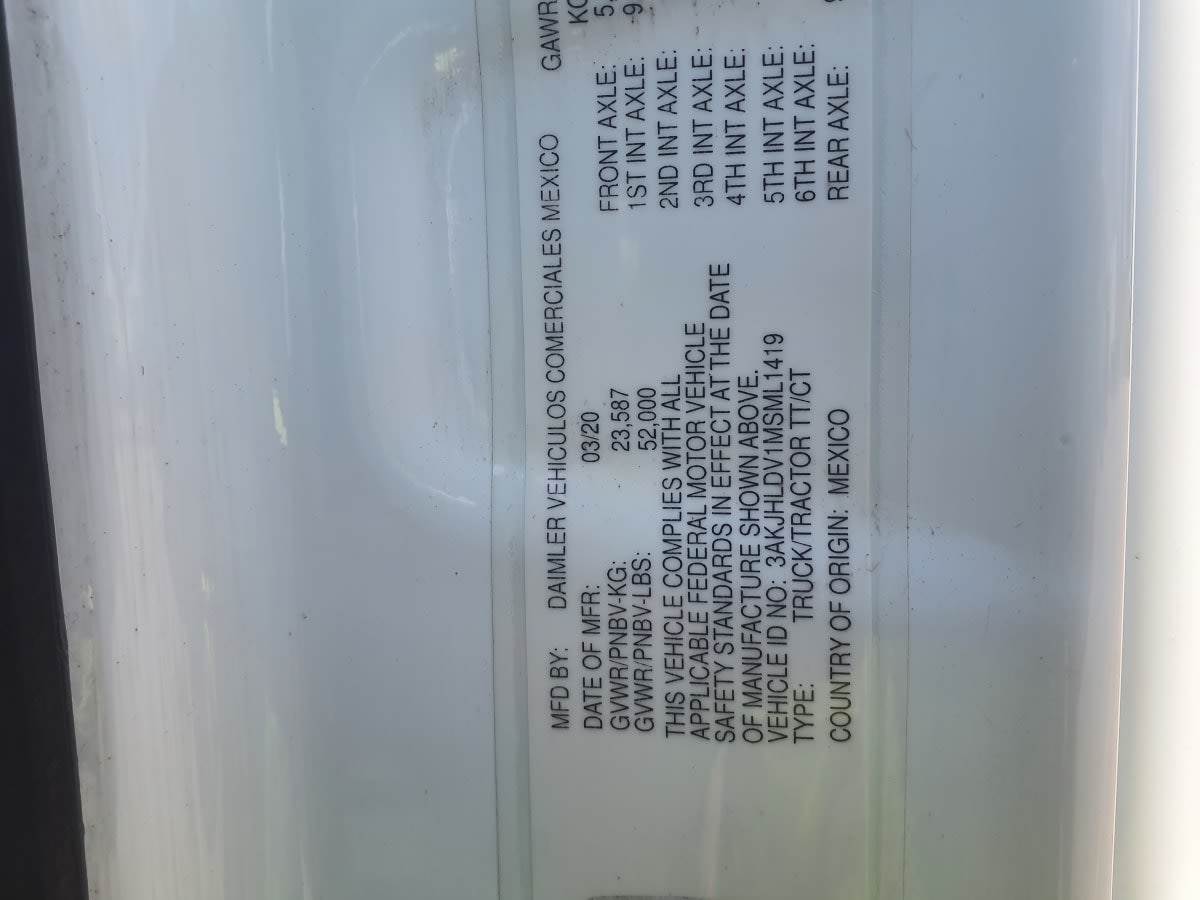 MFD BY: DAIMLER VEHICULOS COMERCIALES MEXICO GAWR
DATE OF MFR: 03/20
GVWR/PNBV-KG: 23,587 FRONT AXLE:
GVWR/PNBV-LBS: 52,000 1ST INT AXLE:
THIS VEHICLE COMPLIES WITH ALL 2ND INT AXLE:
APPLICABLE FEDERAL MOTOR VEHICLE 3RD INT AXLE:
SAFETY STANDARDS IN EFFECT AT THE DATE 4TH INT AXLE:
OF MANUFACTURE SHOWN ABOVE.
VEHICLE ID NO: 3AKJHLDV1MSML1419 5TH INT AXLE:
TYPE: TRUCK/TRACTOR TT/CT 6TH INT AXLE:
COUNTRY OF ORIGIN: MEXICO REAR AXLE: